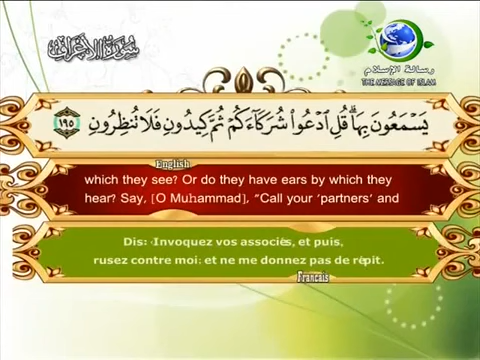 سورة الأعراف
رسالة الإسلام
THE MESSAGE OF ISLAM
يَسْمَعُونَ بِهَا ۗ قُلِ ٱدْعُوا۟ شُرَكَآءَكُمْ ثُمَّ كِيدُونِ فَلَا تُنظِرُونِ ١٩٥
English
which they see? Or do they have ears by which they
hear? Say, [O Muhammad], "Call your 'partners' and
Dis: «Invoquez vos associés, et puis,
rusez contre moi; et ne me donnez pas de répit.
Francais